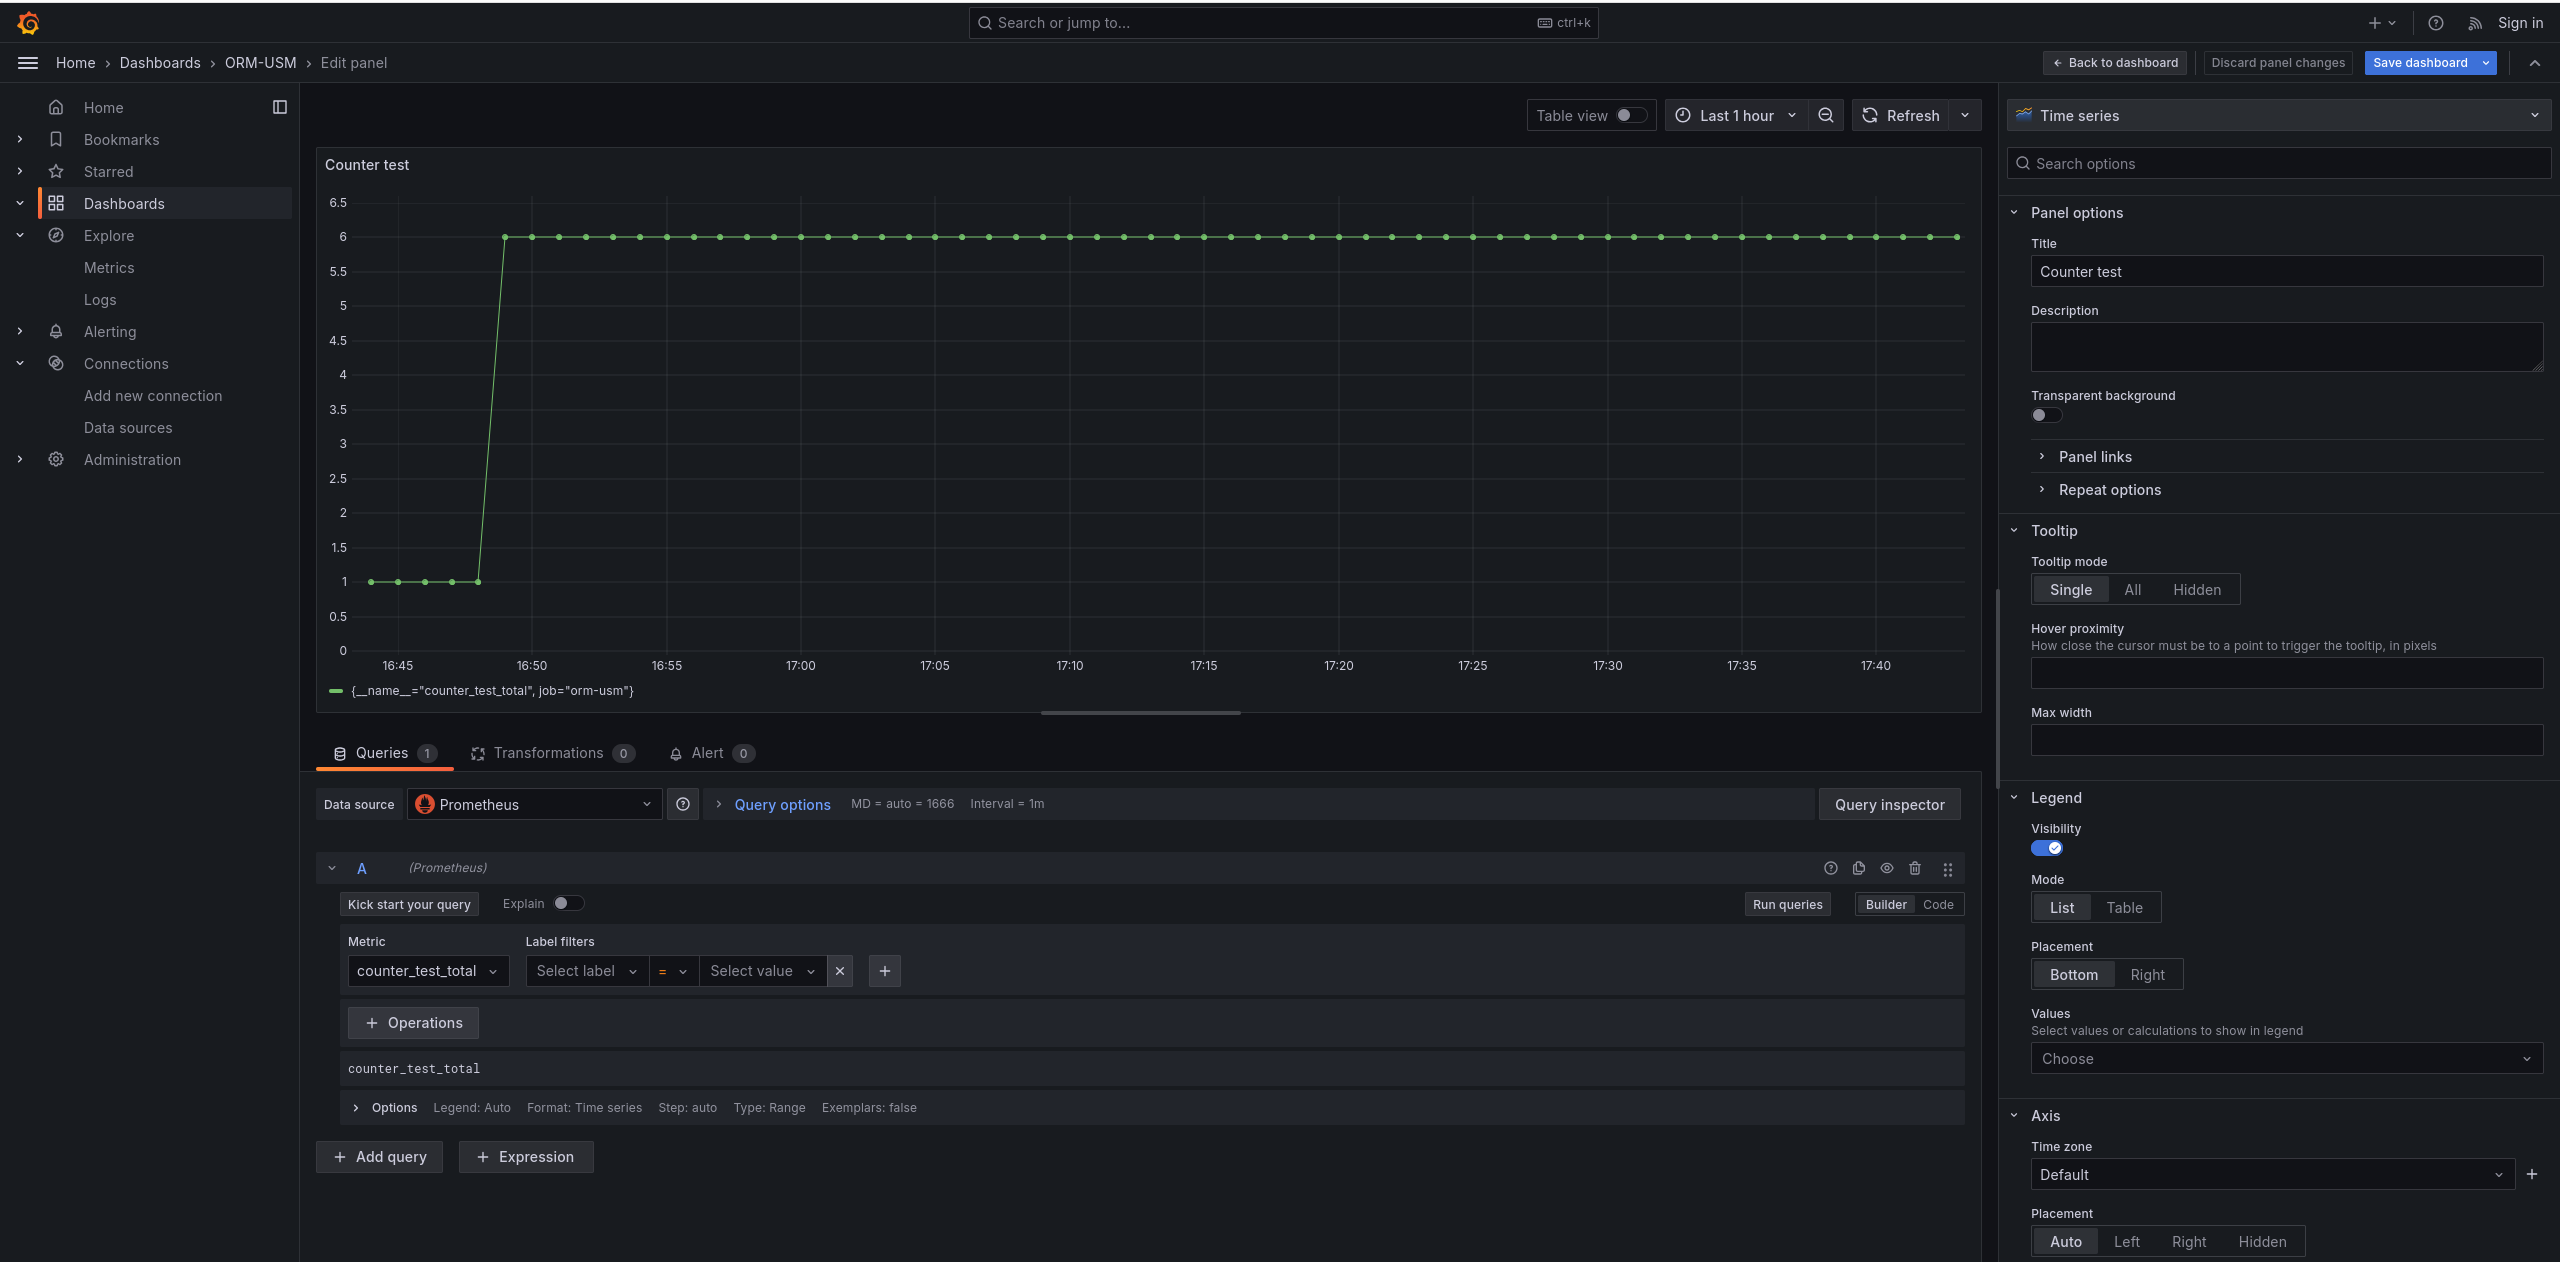 Search or jump to...
ctrl+k
Sign in
Home › Dashboards › ORM-USM › Edit panel
Back to dashboard
Discard panel changes
Save dashboard
Home
Bookmarks
Starred
Dashboards
Explore
Metrics
Logs
Alerting
Connections
Add new connection
Data sources
Administration
Table view
Last 1 hour
Refresh
Counter test
6.5
6
5.5
5
4.5
4
3.5
3
2.5
2
1.5
1
0.5
0
16:45 16:50 16:55 17:00 17:05 17:10 17:15 17:20 17:25 17:30 17:35 17:40
{__name__="counter_test_total", job="orm-usm"}
Queries 1
Transformations 0
Alert 0
Data source
Prometheus
Query options
MD = auto = 1666
Interval = 1m
Query inspector
A
(Prometheus)
Kick start your query
Explain
Run queries
Builder
Code
Metric
Label filters
counter_test_total
Select label
=
Select value
Operations
counter_test_total
Options
Legend: Auto
Format: Time series
Step: auto
Type: Range
Exemplars: false
Add query
Expression
Time series
Search options
Panel options
Title
Counter test
Description
Transparent background
Panel links
Repeat options
Tooltip
Tooltip mode
Single
All
Hidden
Hover proximity
How close the cursor must be to a point to trigger the tooltip, in pixels
Max width
Legend
Visibility
Mode
List
Table
Placement
Bottom
Right
Values
Select values or calculations to show in legend
Choose
Axis
Time zone
Default
Placement
Auto
Left
Right
Hidden